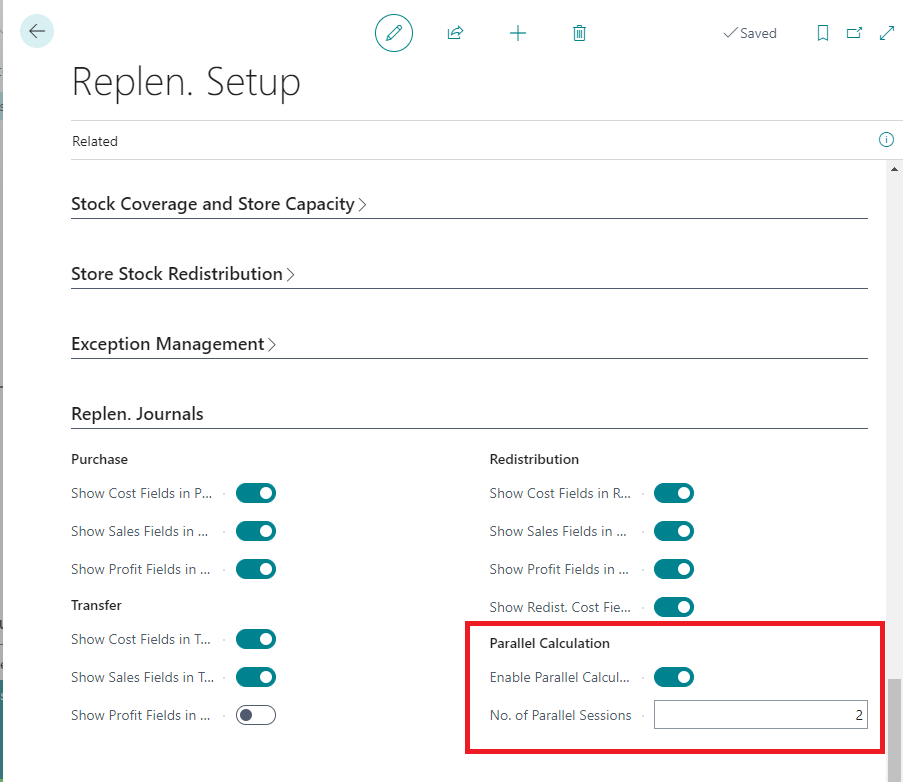 Saved
Replen. Setup
Related
Stock Coverage and Store Capacity
Store Stock Redistribution
Exception Management
Replen. Journals
Purchase
Show Cost Fields in P...
Show Sales Fields in ...
Show Profit Fields in ...
Transfer
Show Cost Fields in T...
Show Sales Fields in T...
Show Profit Fields in ...
Redistribution
Show Cost Fields in R...
Show Sales Fields in ...
Show Profit Fields in ...
Show Redist. Cost Fie...
Parallel Calculation
Enable Parallel Calcul...
No. of Parallel Sessions 2